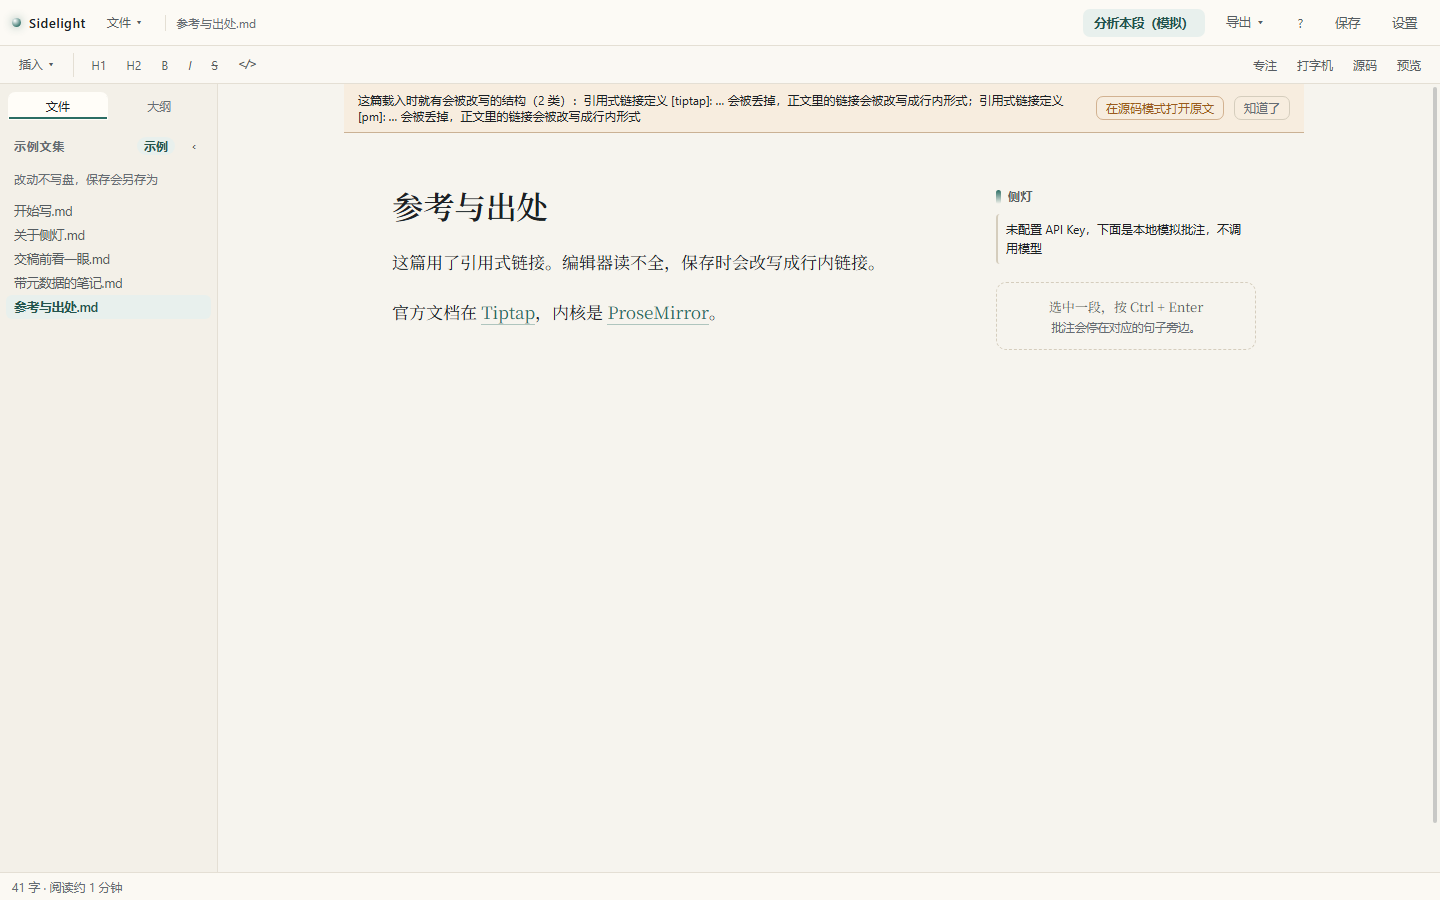 Sidelight 文件 ▾ 参考与出处.md 分析本段（模拟） 导出 ▾ ? 保存 设置
插入 ▾ H1 H2 B I S </> 专注 打字机 源码 预览
文件 大纲
示例文集 示例 ‹
改动不写盘，保存会另存为
开始写.md
关于侧灯.md
交稿前看一眼.md
带元数据的笔记.md
参考与出处.md
这篇载入时就有会被改写的结构（2 类）：引用式链接定义 [tiptap]: ... 会被丢掉，正文里的链接会被改写成行内形式；引用式链接定义
[pm]: ... 会被丢掉，正文里的链接会被改写成行内形式
在源码模式打开原文 知道了
参考与出处
这篇用了引用式链接。编辑器读不全，保存时会改写成行内链接。
官方文档在 Tiptap，内核是 ProseMirror。
侧灯
未配置 API Key，下面是本地模拟批注，不调
用模型
选中一段，按 Ctrl + Enter
批注会停在对应的句子旁边。
41 字 · 阅读约 1 分钟